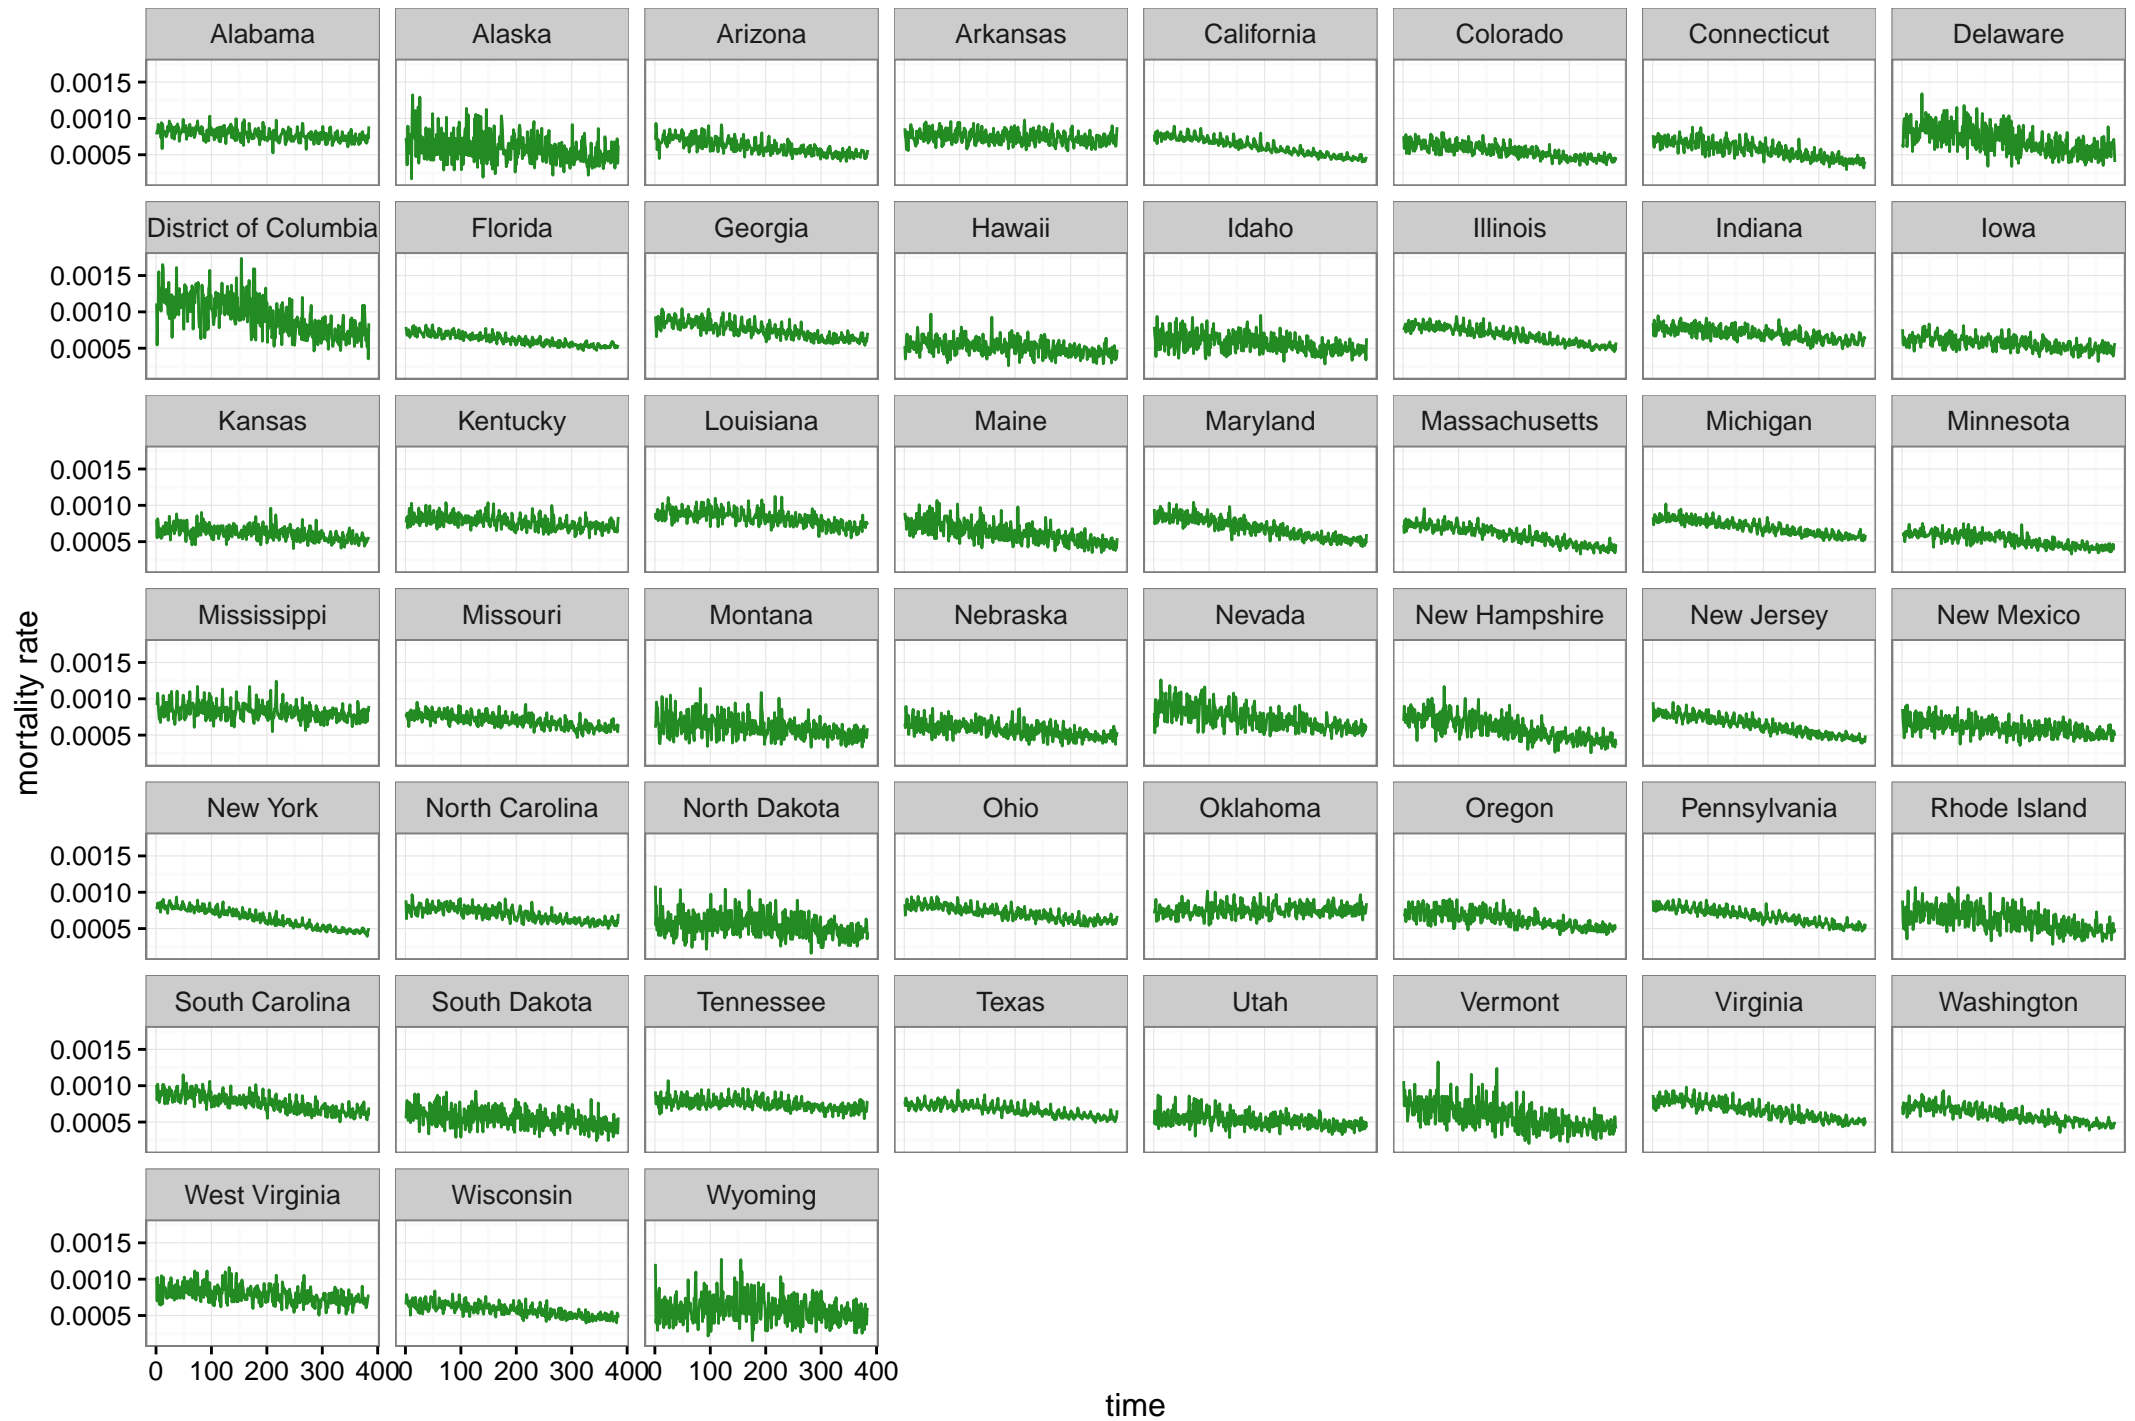 Alabama Alaska Arizona Arkansas California Colorado Connecticut Delaware
0.0015
0.0010
0.0005
District of Columbia Florida Georgia Hawaii Idaho Illinois Indiana Iowa
0.0015
0.0010
0.0005
Kansas Kentucky Louisiana Maine Maryland Massachusetts Michigan Minnesota
0.0015
0.0010
0.0005
mortality rate
Mississippi Missouri Montana Nebraska Nevada New Hampshire New Jersey New Mexico
0.0015
0.0010
0.0005
New York North Carolina North Dakota Ohio Oklahoma Oregon Pennsylvania Rhode Island
0.0015
0.0010
0.0005
South Carolina South Dakota Tennessee Texas Utah Vermont Virginia Washington
0.0015
0.0010
0.0005
West Virginia Wisconsin Wyoming
0.0015
0.0010
0.0005
0 100 200 300 400 0 100 200 300 400 0 100 200 300 400
time